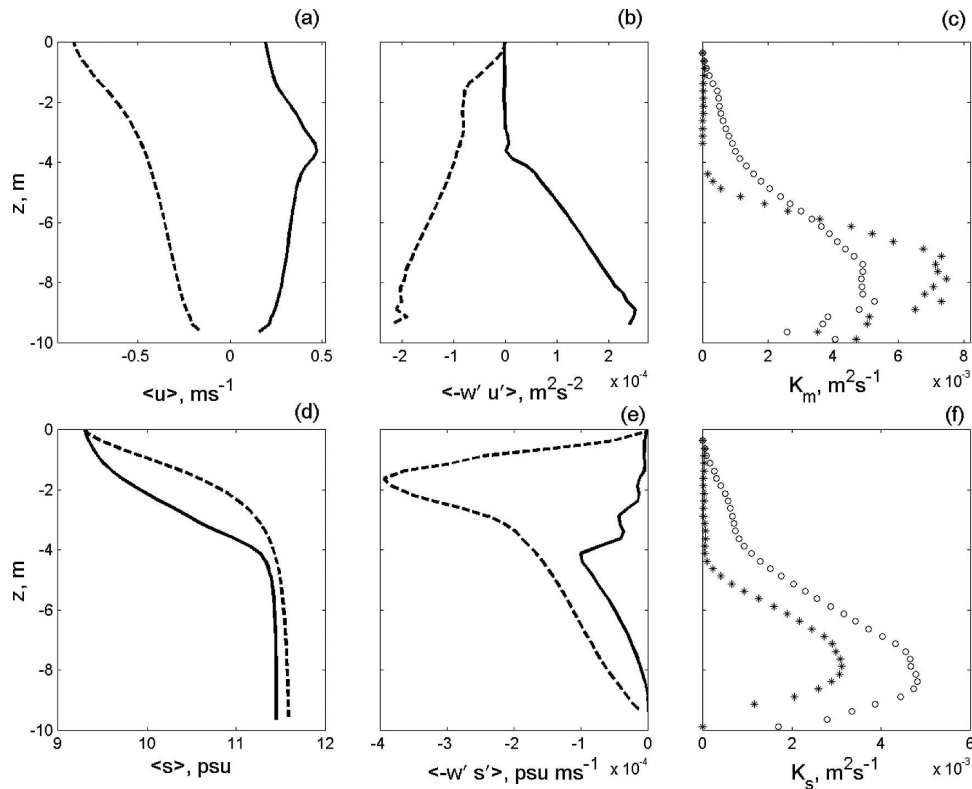 (a)
(b)
(c)
0
-2
-4
-6
-8
-10
z, m
-0.5
0
0.5
<u>, ms⁻¹
-2
-1
0
1
2
x 10⁻⁴
<-w' u'>, m²s⁻²
0
2
4
6
8
x 10⁻³
Kₘ, m²s⁻¹
(d)
(e)
(f)
0
-2
-4
-6
-8
-10
z, m
9
10
11
12
<s>, psu
-4
-3
-2
-1
0
x 10⁻⁴
<-w' s'>, psu ms⁻¹
0
2
4
6
x 10⁻³
Kₛ, m²s⁻¹